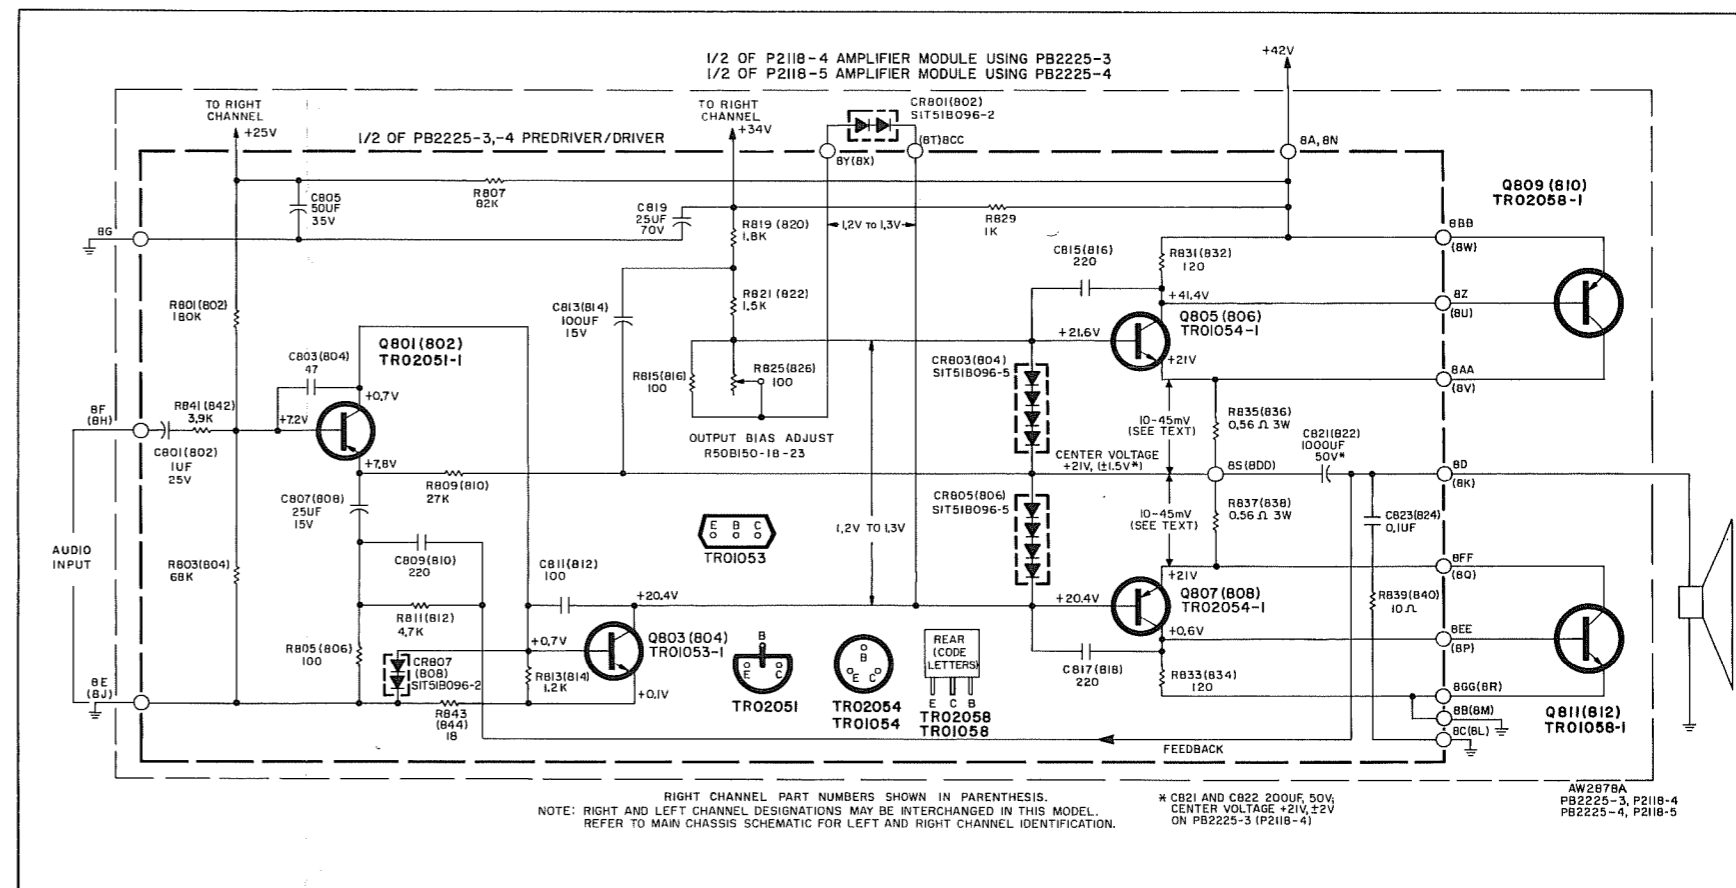 1/2 OF P2118-4 AMPLIFIER MODULE USING PB2225-3
1/2 OF P2118-5 AMPLIFIER MODULE USING PB2225-4
+42V
TO RIGHT
CHANNEL
+25V
1/2 OF PB2225-3,-4 PREDRIVER/DRIVER
TO RIGHT
CHANNEL
+34V
CR801(802)
SIT51B096-2
8Y(8X)
(8T)8CC
8A, 8N
Q809(810)
TR02058-1
C805
50UF
35V
R807
82K
C819
25UF
70V
R819(820)
1.8K
1.2V TO 1.3V
R829
1K
8G
8BB
(8W)
C815(816)
220
R831(832)
120
R801(802)
180K
C813(814)
100UF
15V
R821(822)
1.5K
+41.4V
8Z
(8U)
Q805(806)
TR01054-1
Q801(802)
TR02051-1
C803(804)
47
+21.6V
+21V
CR803(804)
SIT51B096-5
R815(816)
100
R825(826)
100
8AA
(8V)
8F
(8H)
R841(842)
3.9K
+0.7V
+7.2V
10-45mV
(SEE TEXT)
R835(836)
0.56 Ω 3W
C821(822)
1000UF
50V*
C801(802)
1UF
25V
OUTPUT BIAS ADJUST
R50B150-18-23
CENTER VOLTAGE
+21V, (±1.5V*)
+7.8V
8S(8DD)
8D
(8K)
R809(810)
27K
C807(808)
25UF
15V
CR805(806)
SIT51B096-5
10-45mV
(SEE TEXT)
R837(838)
0.56 Ω 3W
C823(824)
0.1UF
E B C
TR01053
1.2V TO 1.3V
AUDIO
INPUT
R803(804)
68K
C809(810)
220
C811(812)
100
+21V
8FF
(8Q)
+20.4V
+20.4V
Q807(808)
TR02054-1
R839(840)
10 Ω
R811(812)
4.7K
+0.7V
Q803(804)
TR01053-1
+0.6V
8EE
(8P)
R805(806)
100
CR807
(808)
SIT51B096-2
R813(814)
1.2K
+0.1V
B
E C
TR02051
B
E C
TR02054
TR01054
REAR
(CODE
LETTERS)
E C B
TR02058
TR01058
C817(818)
220
R833(834)
120
8E
(8J)
R843
(844)
18
8GG(8R)
8B(8M)
8C(8L)
Q811(812)
TR01058-1
FEEDBACK
RIGHT CHANNEL PART NUMBERS SHOWN IN PARENTHESIS.
NOTE: RIGHT AND LEFT CHANNEL DESIGNATIONS MAY BE INTERCHANGED IN THIS MODEL.
REFER TO MAIN CHASSIS SCHEMATIC FOR LEFT AND RIGHT CHANNEL IDENTIFICATION.
* C821 AND C822 200UF, 50V;
CENTER VOLTAGE +21V, ±2V
ON PB2225-3 (P2118-4)
AW2878A
PB2225-3, P2118-4
PB2225-4, P2118-5